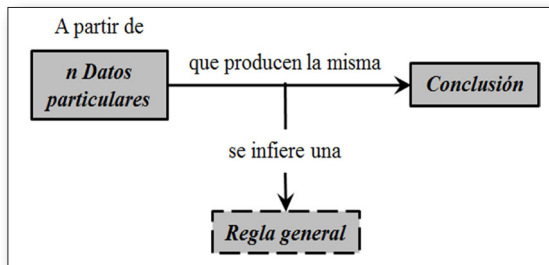 A partir de
n Datos
particulares
que producen la misma
Conclusión
se infiere una
Regla general